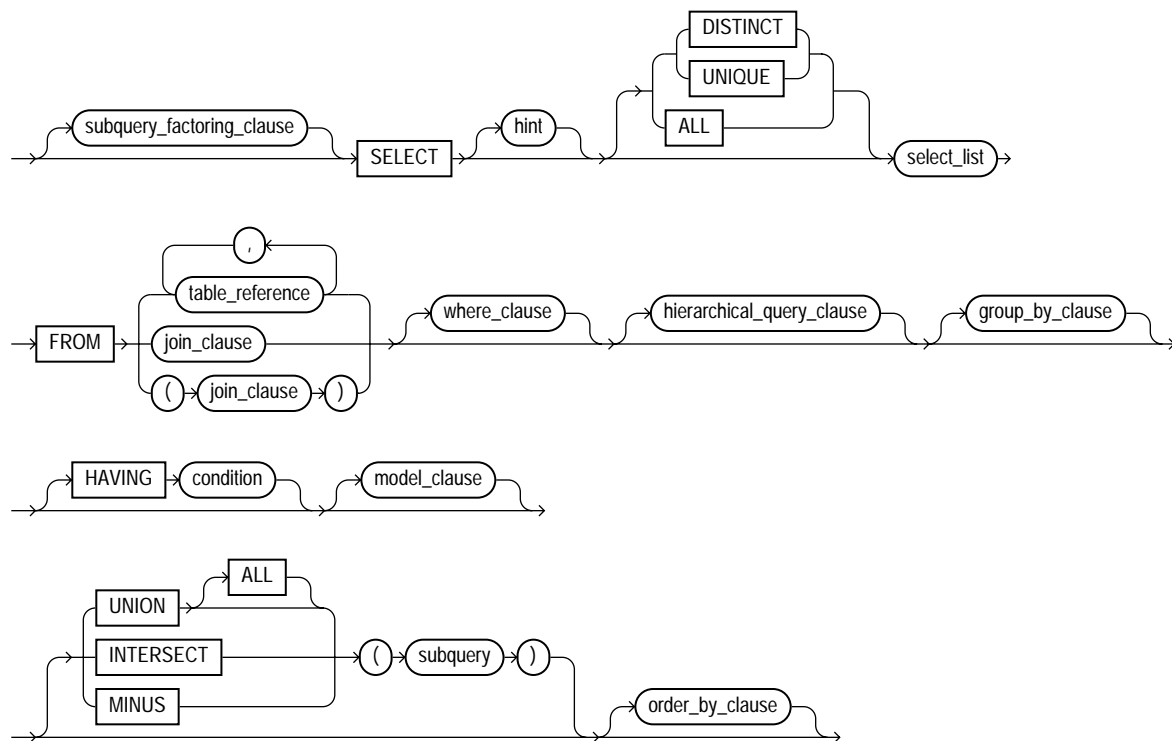 DISTINCT
UNIQUE
subquery_factoring_clause hint ALL
SELECT select_list
,
table_reference where_clause hierarchical_query_clause group_by_clause
FROM join_clause
( join_clause )
HAVING condition model_clause
ALL
UNION
INTERSECT ( subquery )
MINUS order_by_clause